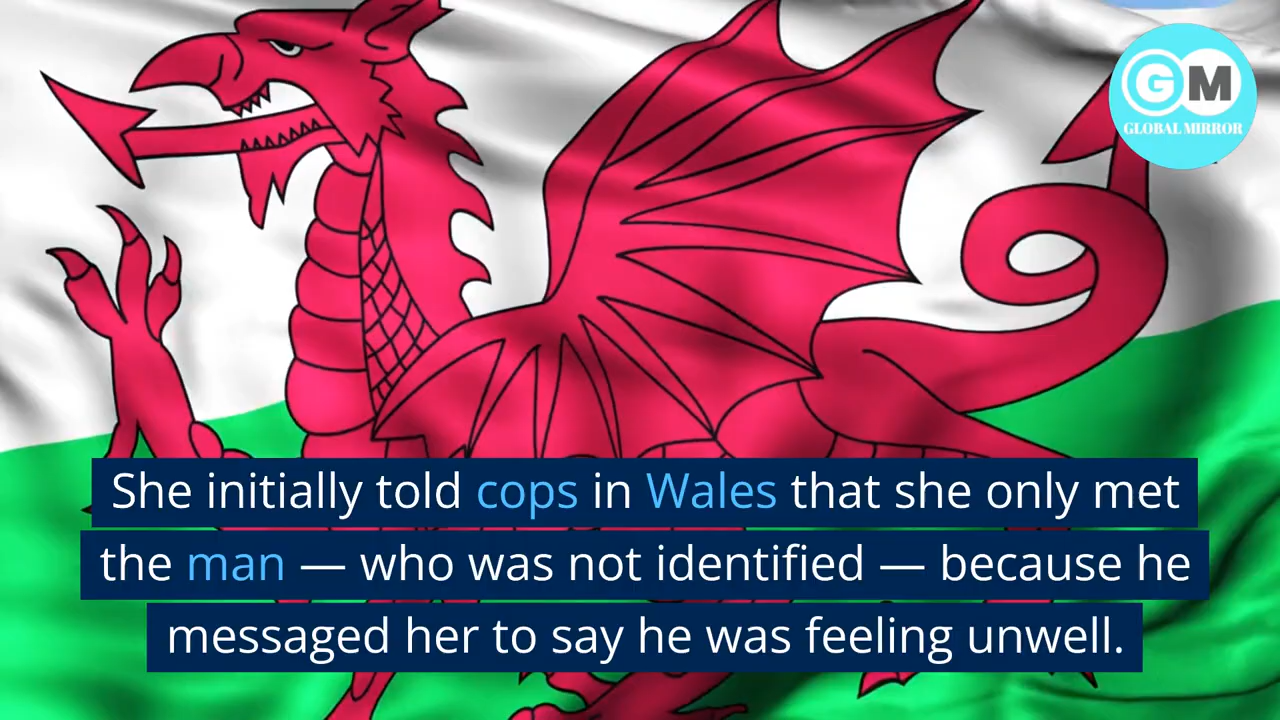 GM
GLOBAL MIRROR
She initially told cops in Wales that she only met
the man — who was not identified — because he
messaged her to say he was feeling unwell.